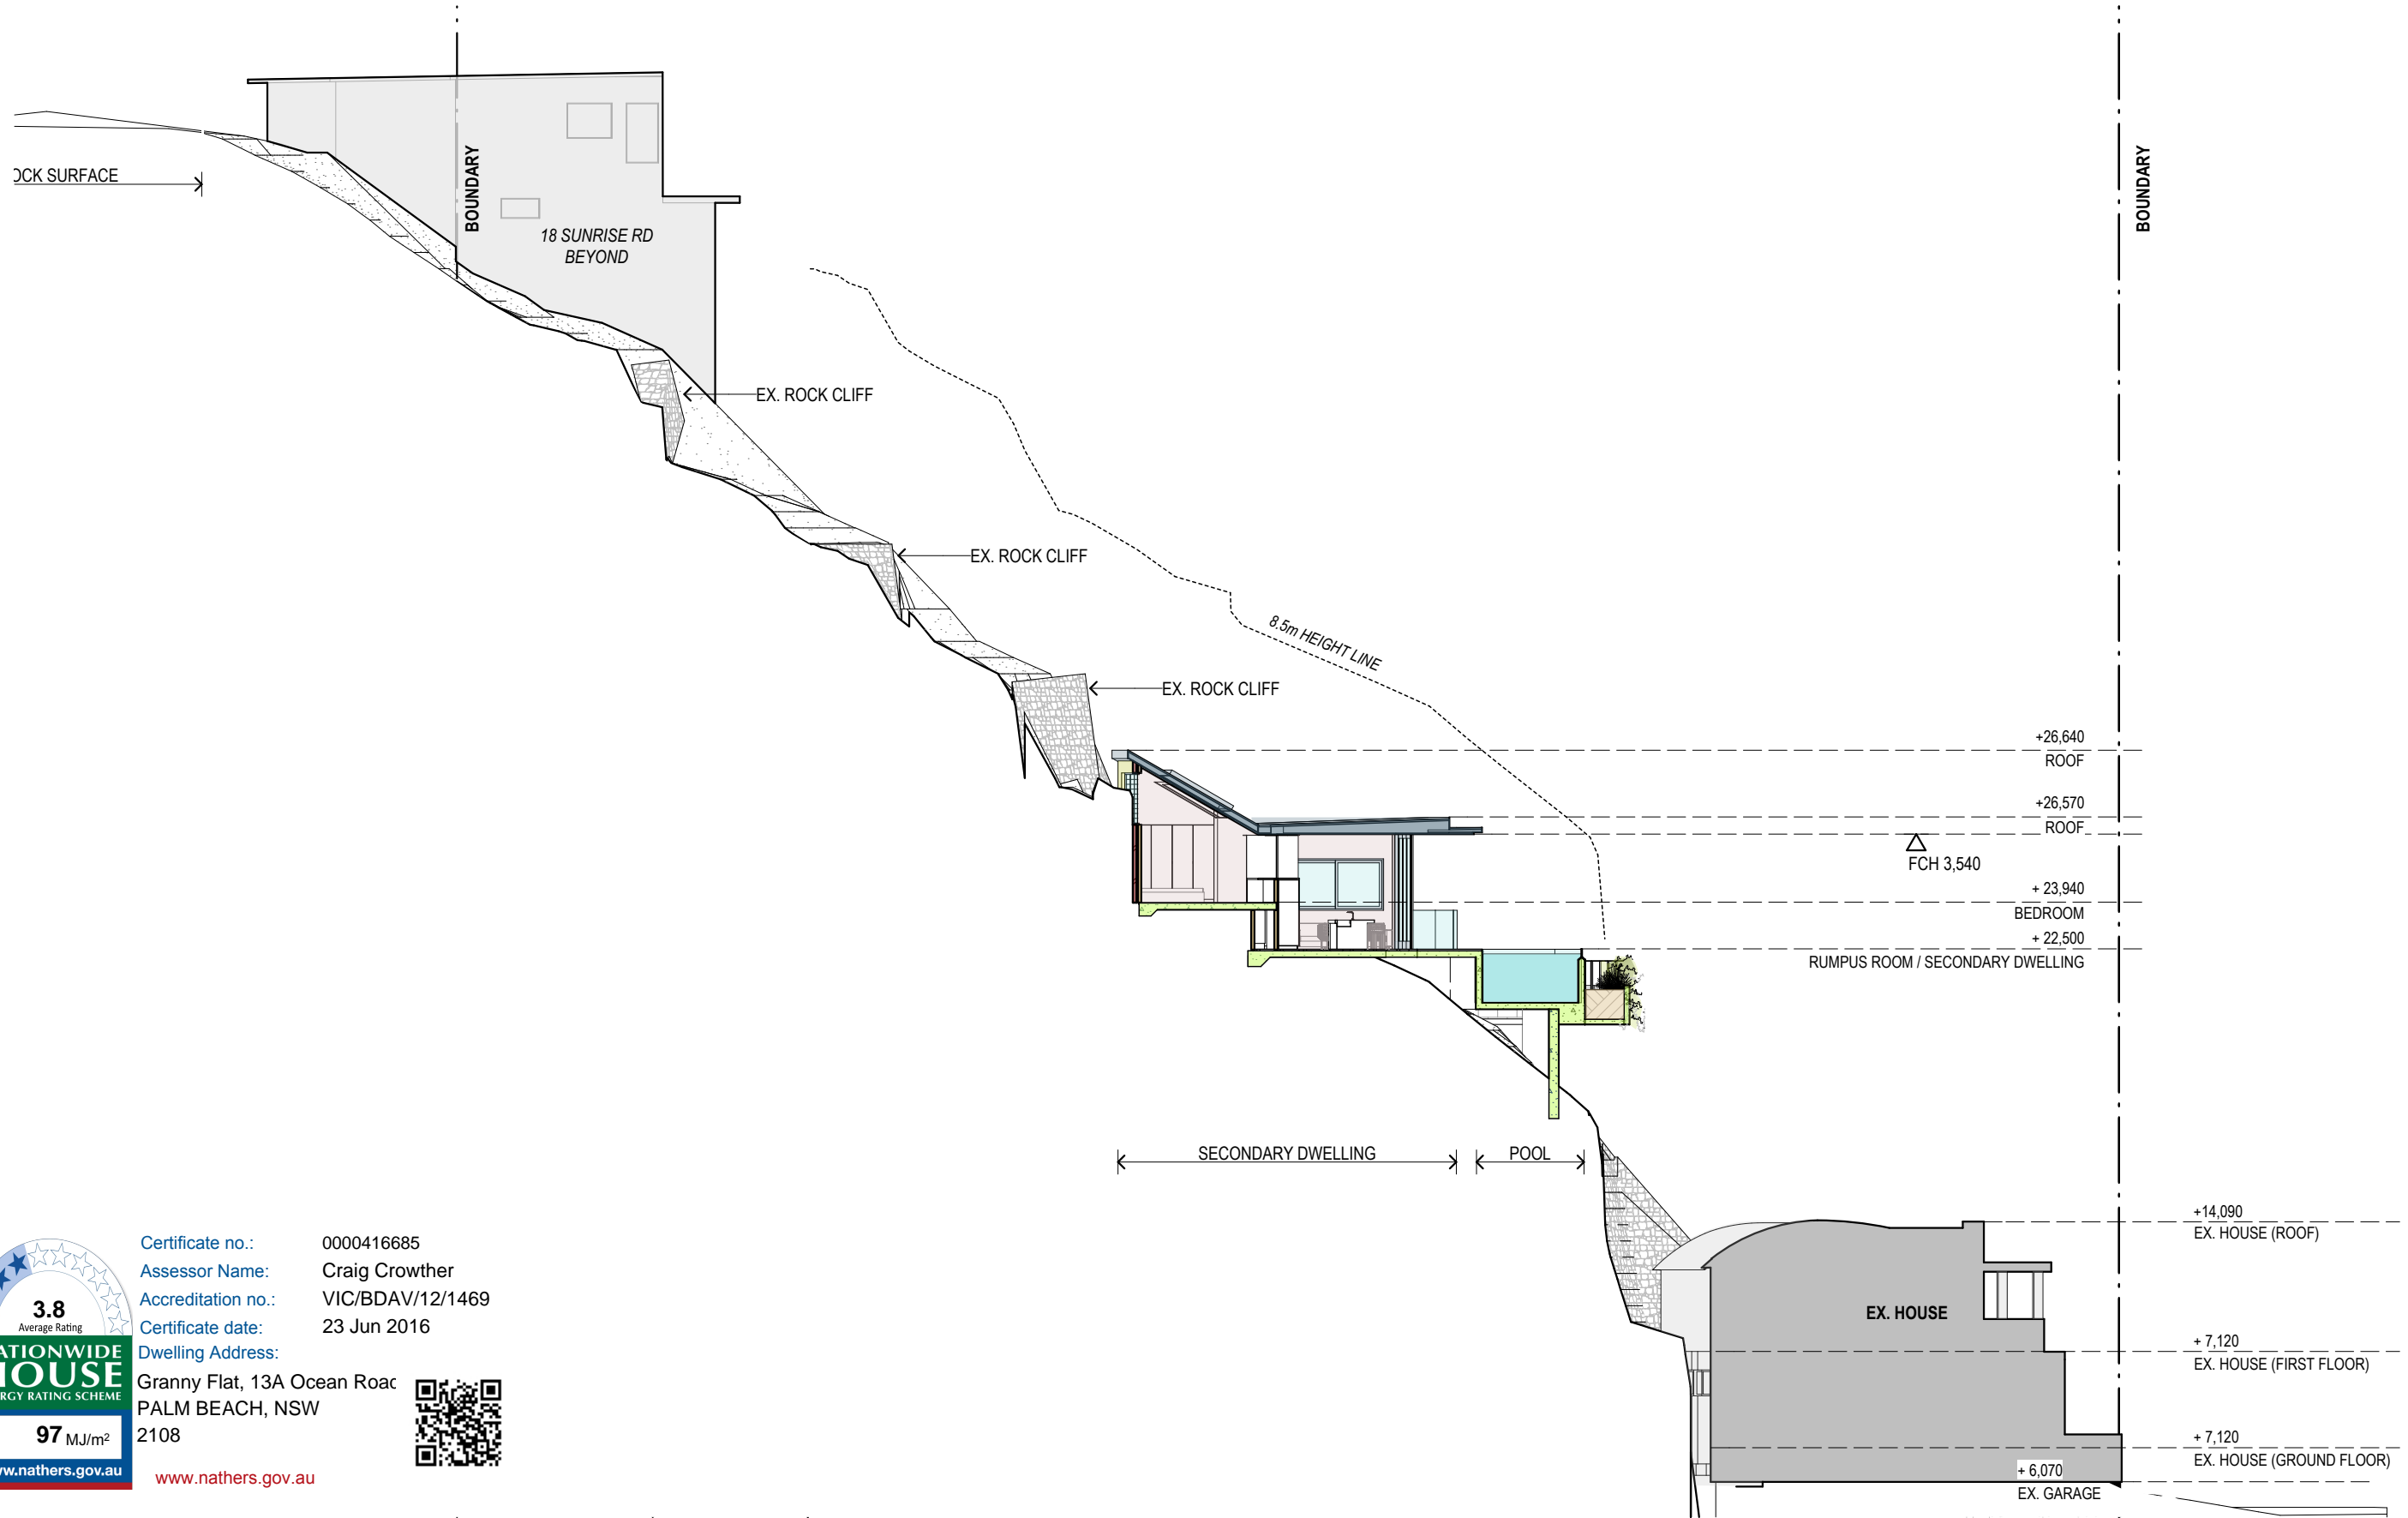 OCK SURFACE
BOUNDARY
18 SUNRISE RD
BEYOND
BOUNDARY
EX. ROCK CLIFF
EX. ROCK CLIFF
8.5m HEIGHT LINE
EX. ROCK CLIFF
+26,640
ROOF
+26,570
ROOF
FCH 3,540
+ 23,940
BEDROOM
+ 22,500
RUMPUS ROOM / SECONDARY DWELLING
SECONDARY DWELLING
POOL
+14,090
EX. HOUSE (ROOF)
EX. HOUSE
+ 7,120
EX. HOUSE (FIRST FLOOR)
+ 7,120
EX. HOUSE (GROUND FLOOR)
+ 6,070
EX. GARAGE
3.8
Average Rating
ATIONWIDE
HOUSE
RGY RATING SCHEME
97 MJ/m²
w.nathers.gov.au
Certificate no.: 0000416685
Assessor Name: Craig Crowther
Accreditation no.: VIC/BDAV/12/1469
Certificate date: 23 Jun 2016
Dwelling Address:
Granny Flat, 13A Ocean Road
PALM BEACH, NSW
2108
www.nathers.gov.au